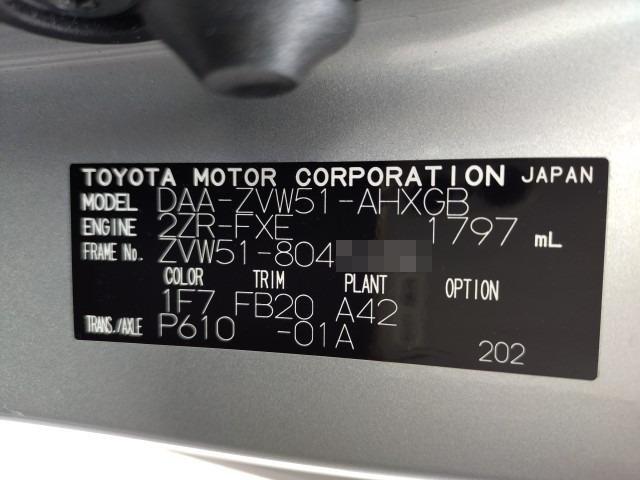 TOYOTA MOTOR CORPORATION JAPAN
MODEL DAA-ZVW51-AHXGB
ENGINE 2ZR-FXE 1797 mL
FRAME No. ZVW51-804
COLOR TRIM PLANT OPTION
1F7 FB20 A42
TRANS./AXLE P610 -01A
202